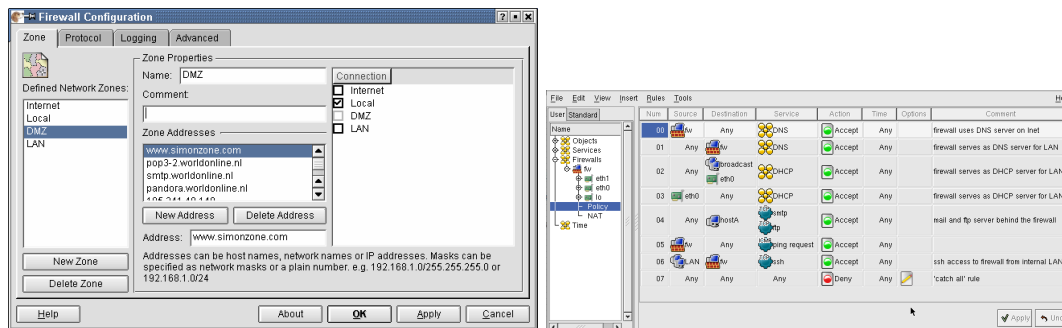 Firewall Configuration
Zone Protocol Logging Advanced
Defined Network Zones:
Internet
Local
DMZ
LAN
New Zone
Delete Zone
Zone Properties
Name: DMZ
Comment:
Zone Addresses
www.simonzone.com
pop3-2.worldonline.nl
smtp.worldonline.nl
pandora.worldonline.nl
New Address Delete Address
Address: www.simonzone.com
Connection
Internet
Local
DMZ
LAN
Addresses can be host names, network names or IP addresses. Masks can be
specified as network masks or a plain number. e.g. 192.168.1.0/255.255.255.0 or
192.168.1.0/24
Help About OK Apply Cancel
File Edit View Insert Rules Tools
User Standard
Name
Objects
Services
Firewalls
fw
eth1
eth0
lo
Policy
NAT
Time
Num Source Destination Service Action Time Options Comment
00 fw Any DNS Accept Any firewall uses DNS server on Inet
01 Any fw DNS Accept Any firewall serves as DNS server for LAN
02 Any broadcast eth0 DHCP Accept Any firewall serves as DHCP server for LAN
03 eth0 Any DHCP Accept Any firewall serves as DHCP server for LAN
04 Any hostA smtp ftp Accept Any mail and ftp server behind the firewall
05 fw Any ping request Accept Any
06 LAN fw ssh Accept Any ssh access to firewall from internal LAN
07 Any Any Any Deny Any 'catch all' rule
Apply